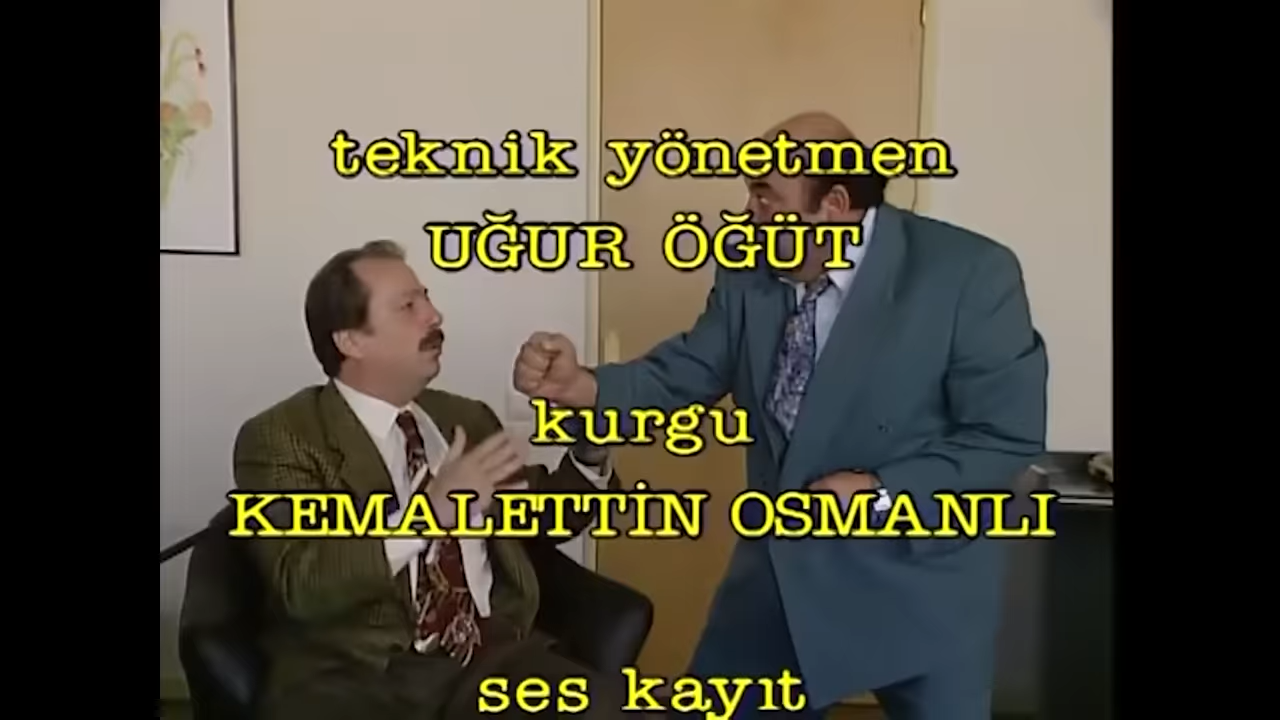 teknik yönetmen
UĞUR ÖĞÜT
kurgu
KEMALETTİN OSMANLI
ses kayıt